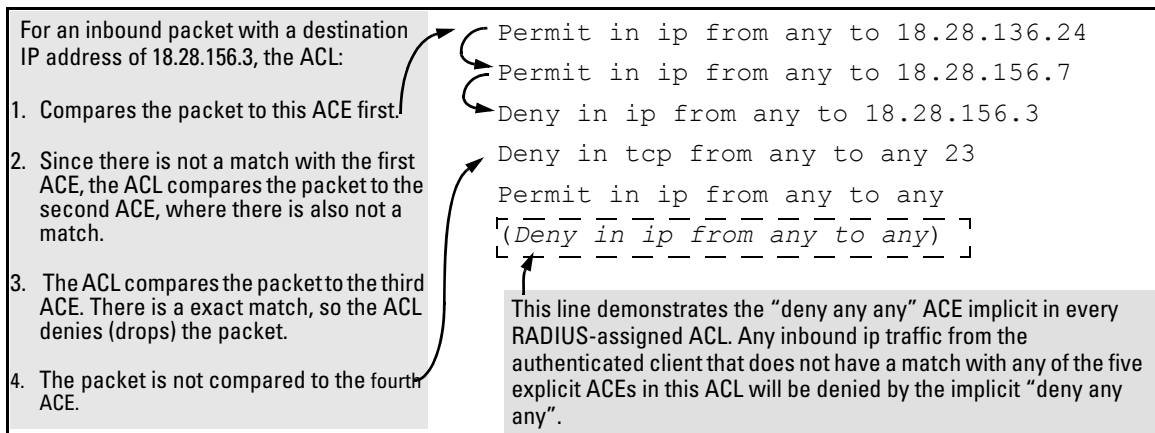 For an inbound packet with a destination
IP address of 18.28.156.3, the ACL:
1. Compares the packet to this ACE first.
2. Since there is not a match with the first
ACE, the ACL compares the packet to the
second ACE, where there is also not a
match.
3. The ACL compares the packet to the third
ACE. There is a exact match, so the ACL
denies (drops) the packet.
4. The packet is not compared to the fourth
ACE.
Permit in ip from any to 18.28.136.24
Permit in ip from any to 18.28.156.7
Deny in ip from any to 18.28.156.3
Deny in tcp from any to any 23
Permit in ip from any to any
(Deny in ip from any to any)
This line demonstrates the “deny any any” ACE implicit in every
RADIUS-assigned ACL. Any inbound ip traffic from the
authenticated client that does not have a match with any of the five
explicit ACEs in this ACL will be denied by the implicit “deny any
any”.